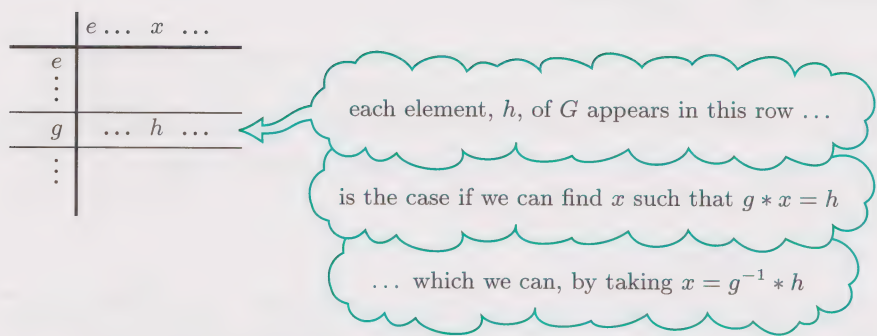 e ... x ...
e
⋮
g ... h ...
⋮
each element, h, of G appears in this row ...
is the case if we can find x such that g * x = h
... which we can, by taking x = g⁻¹ * h